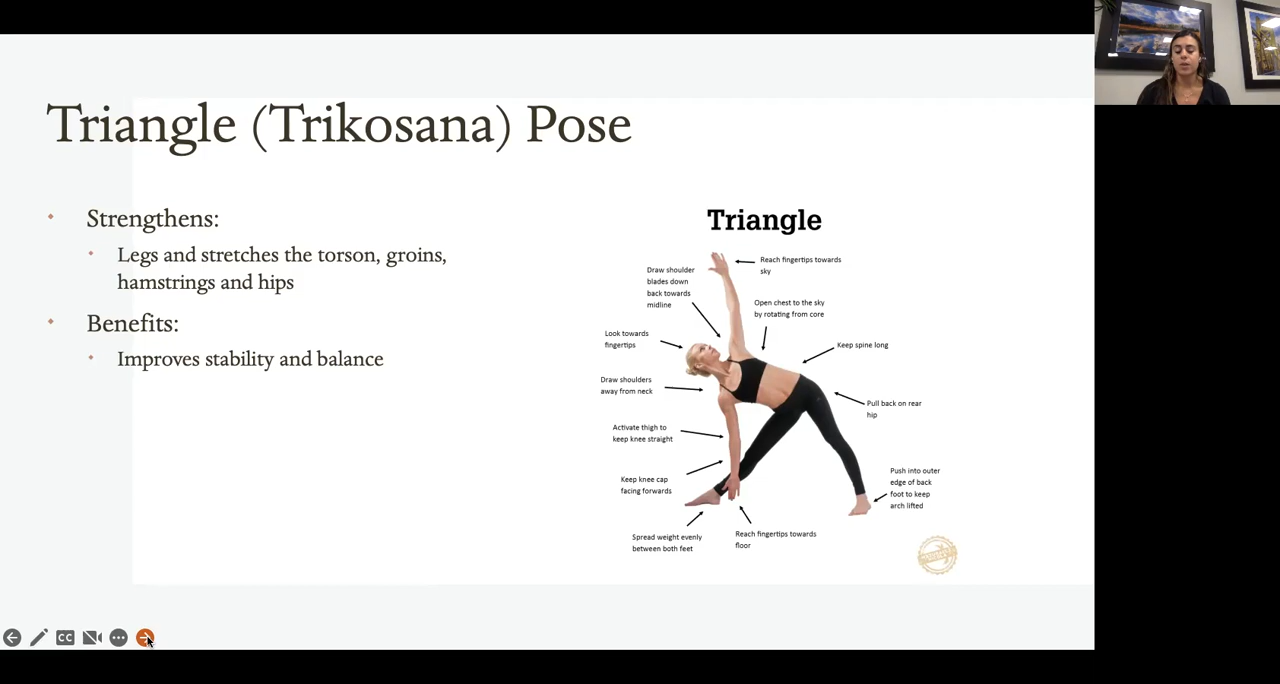 Triangle (Trikosana) Pose
Strengthens:
Legs and stretches the torson, groins,
hamstrings and hips
Benefits:
Improves stability and balance
Triangle
Reach fingertips towards
sky
Draw shoulder
blades down
back towards
midline
Open chest to the sky
by rotating from core
Look towards
fingertips
Keep spine long
Draw shoulders
away from neck
Pull back on rear
hip
Activate thigh to
keep knee straight
Keep knee cap
facing forwards
Push into outer
edge of back
foot to keep
arch lifted
Spread weight evenly
between both feet
Reach fingertips towards
floor
CC